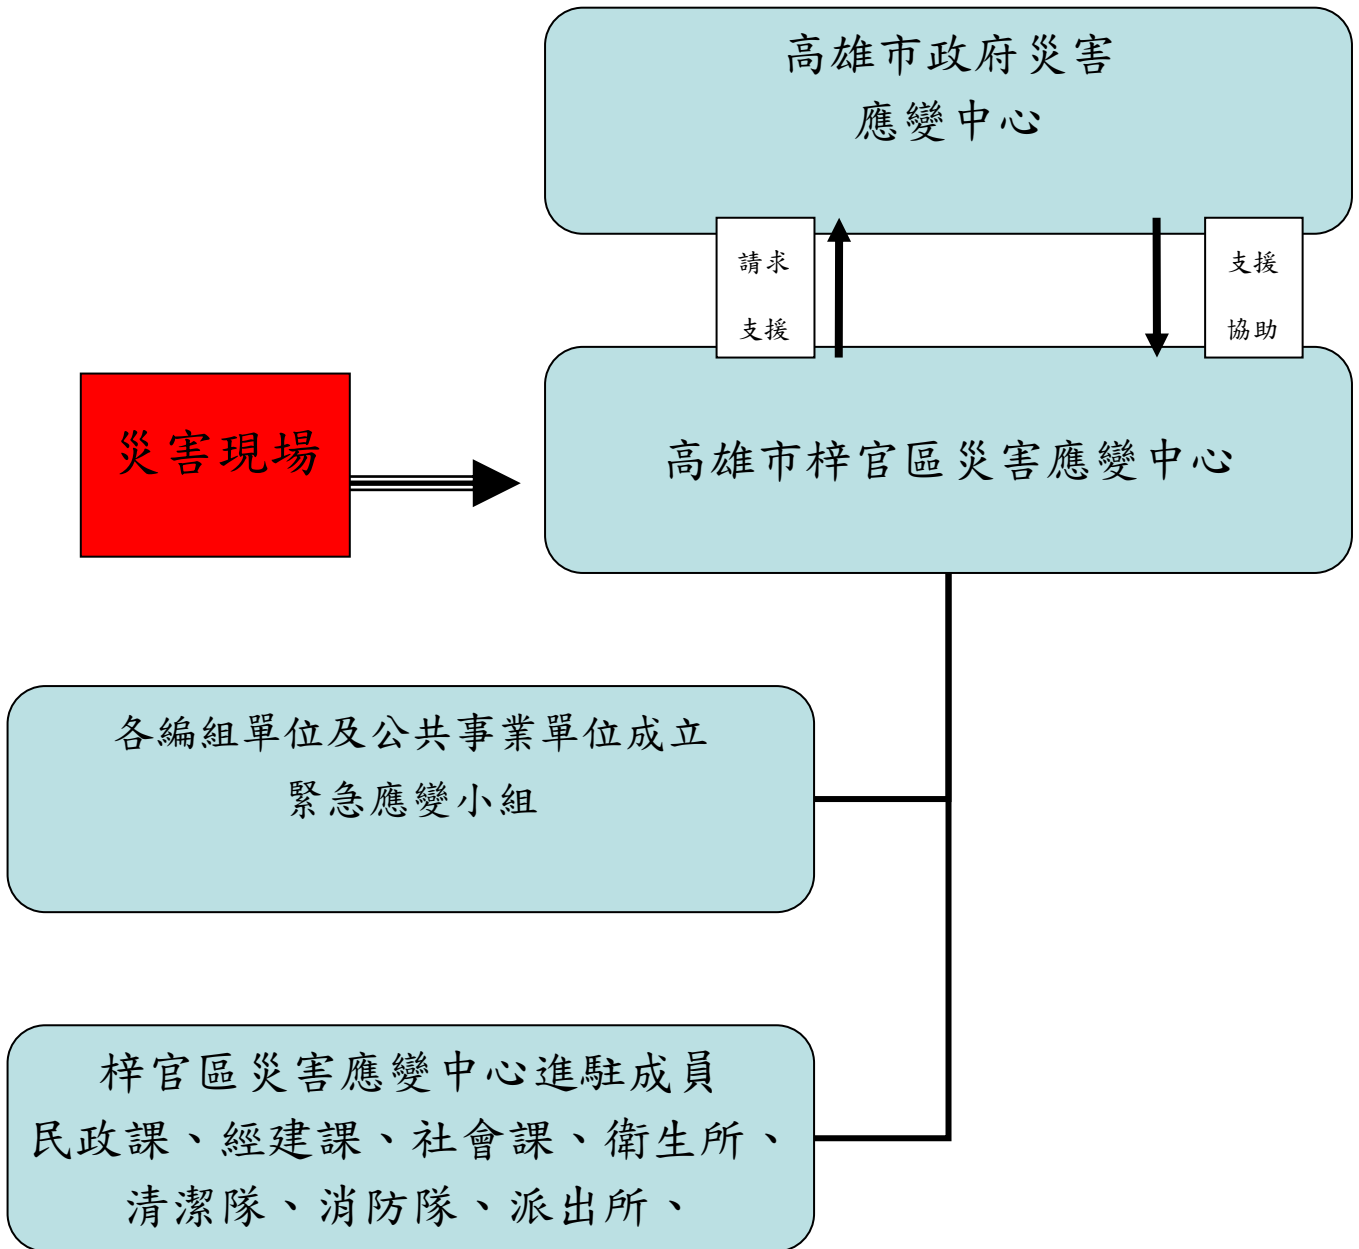 高雄市政府災害
應變中心
請求
支援
支援
協助
災害現場
高雄市梓官區災害應變中心
各編組單位及公共事業單位成立
緊急應變小組
梓官區災害應變中心進駐成員
民政課、經建課、社會課、衛生所、
清潔隊、消防隊、派出所、